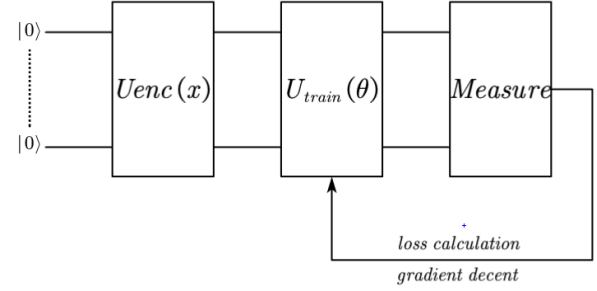 |0⟩
Uenc(x)
U_train(θ)
Measure
|0⟩
loss calculation
gradient decent